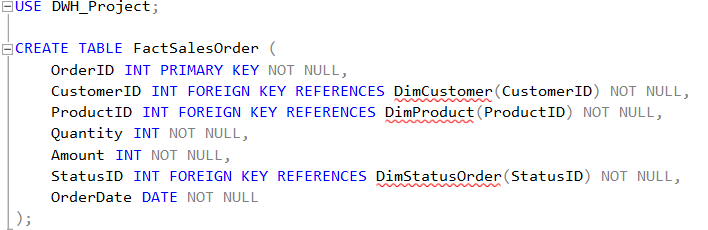 USE DWH_Project;
CREATE TABLE FactSalesOrder (
OrderID INT PRIMARY KEY NOT NULL,
CustomerID INT FOREIGN KEY REFERENCES DimCustomer(CustomerID) NOT NULL,
ProductID INT FOREIGN KEY REFERENCES DimProduct(ProductID) NOT NULL,
Quantity INT NOT NULL,
Amount INT NOT NULL,
StatusID INT FOREIGN KEY REFERENCES DimStatusOrder(StatusID) NOT NULL,
OrderDate DATE NOT NULL
);